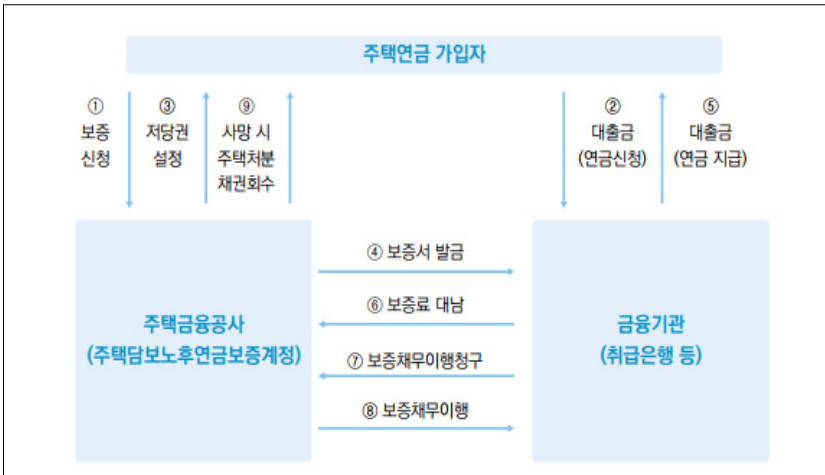 주택연금 가입자
①
보증
신청
③
저당권
설정
⑨
사망 시
주택처분
채권회수
②
대출금
(연금신청)
⑤
대출금
(연금 지급)
④ 보증서 발금
⑥ 보증료 대남
⑦ 보증채무이행청구
⑧ 보증채무이행
주택금융공사
(주택담보노후연금보증계정)
금융기관
(취급은행 등)